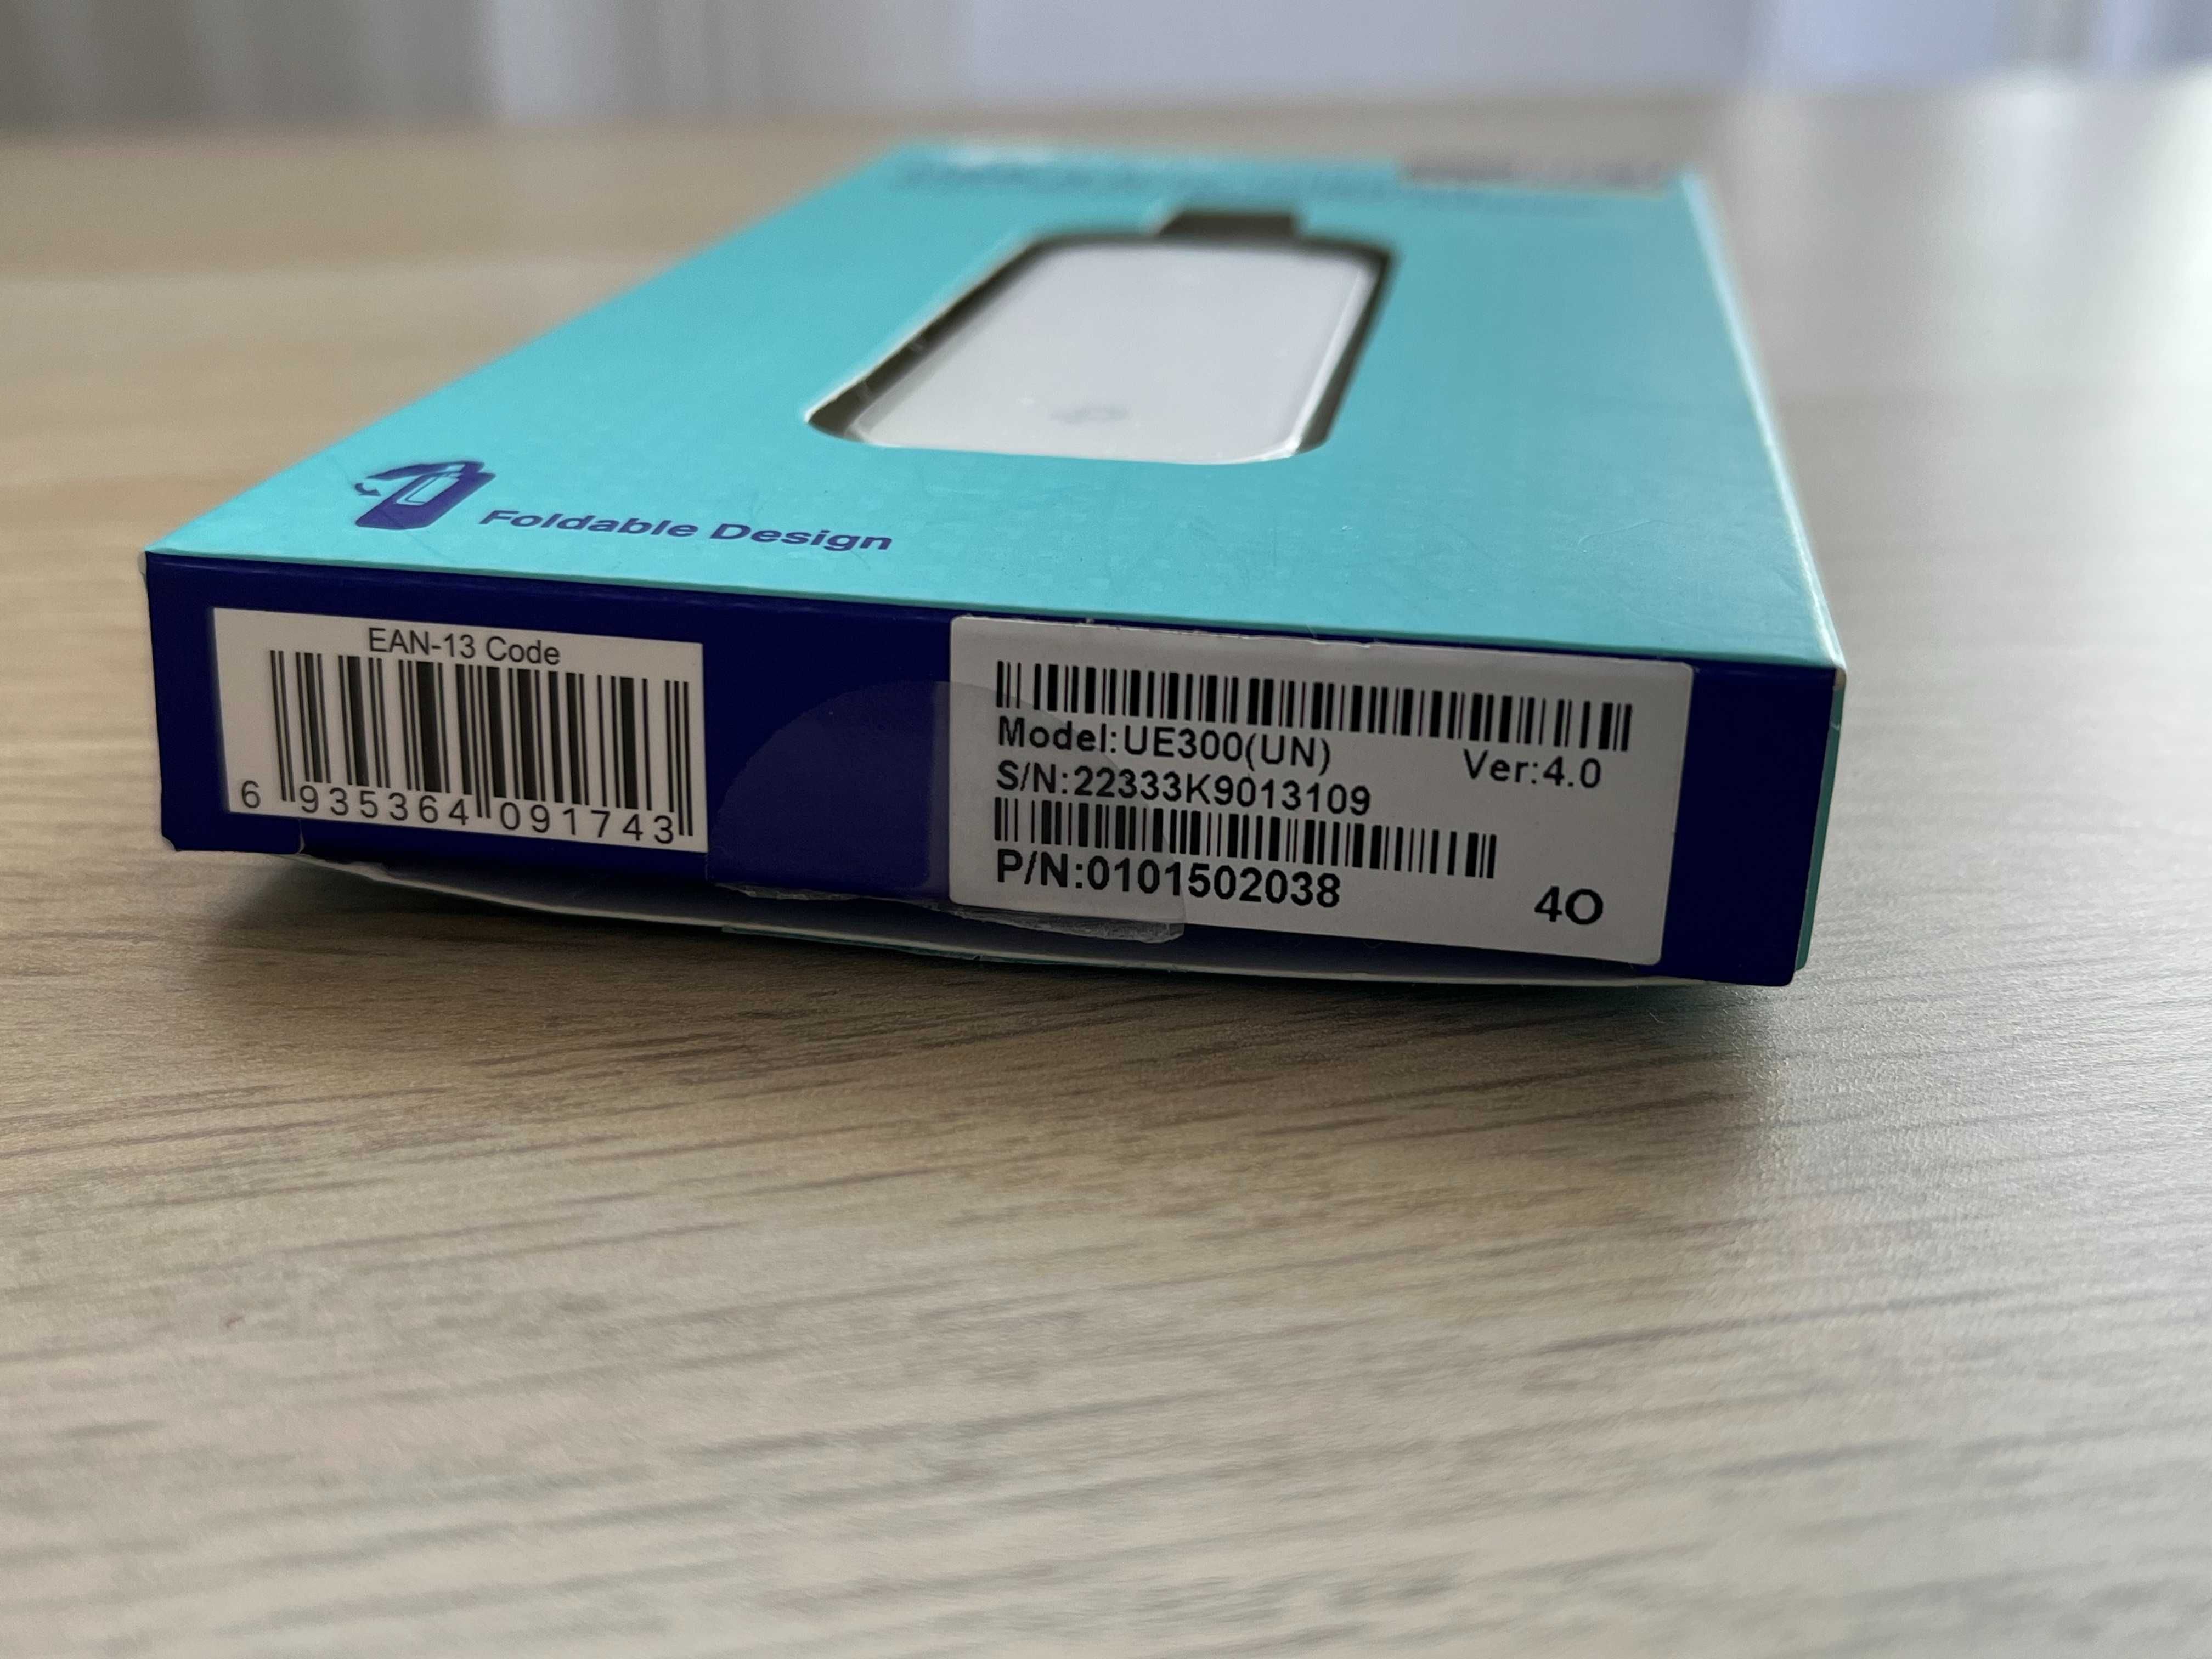 Foldable Design
EAN-13 Code
6 935364 091743
Model:UE300(UN) Ver:4.0
S/N:22333K9013109
P/N:0101502038
4O